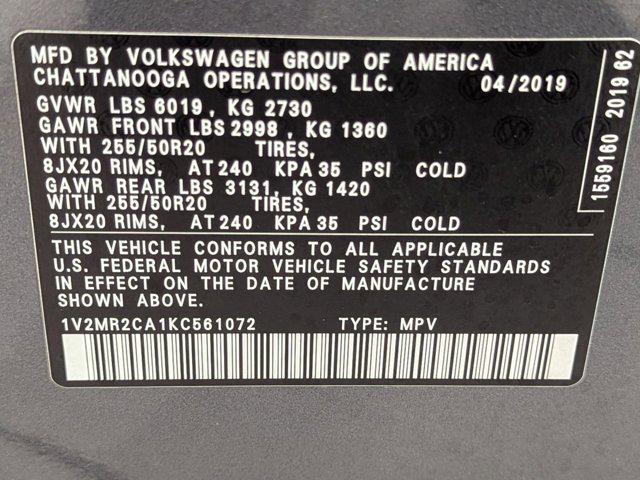 MFD BY VOLKSWAGEN GROUP OF AMERICA
CHATTANOOGA OPERATIONS, LLC. 04/2019
GVWR LBS 6019, KG 2730
GAWR FRONT LBS 2998, KG 1360
WITH 255/50R20 TIRES,
8JX20 RIMS, AT 240 KPA 35 PSI COLD
GAWR REAR LBS 3131, KG 1420
WITH 255/50R20 TIRES,
8JX20 RIMS, AT 240 KPA 35 PSI COLD
THIS VEHICLE CONFORMS TO ALL APPLICABLE
U.S. FEDERAL MOTOR VEHICLE SAFETY STANDARDS
IN EFFECT ON THE DATE OF MANUFACTURE
SHOWN ABOVE.
1V2MR2CA1KC561072 TYPE: MPV
1559160 2019 62